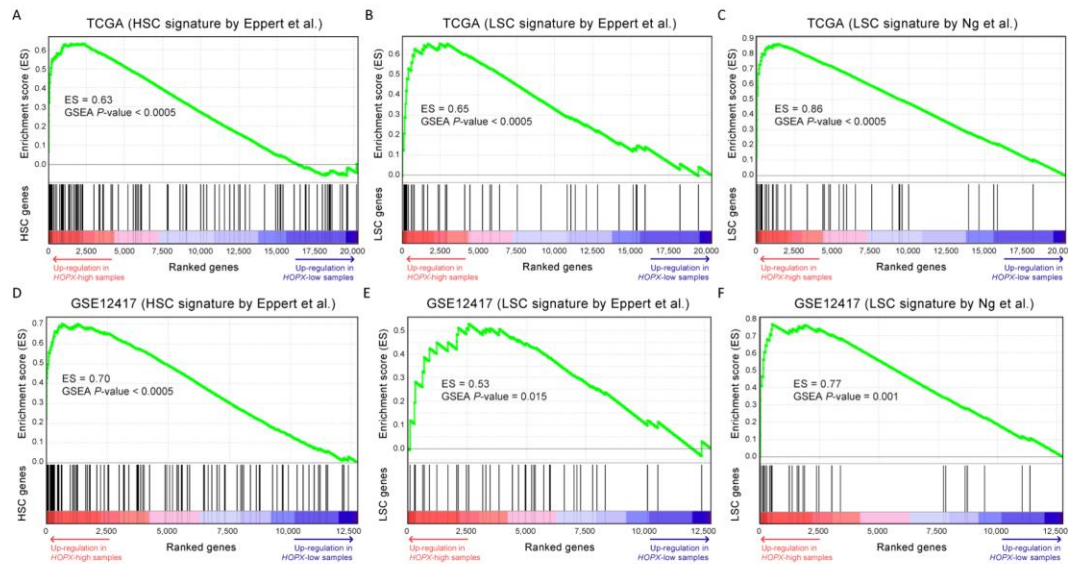 A
TCGA (HSC signature by Eppert et al.)
Enrichment score (ES)
0.6
0.5
0.4
0.3
0.2
0.1
0.0
ES = 0.63
GSEA P-value < 0.0005
HSC genes
0 2,500 5,000 7,500 10,000 12,500 15,000 17,500 20,000
Ranked genes
Up-regulation in
HOPX-high samples
Up-regulation in
HOPX-low samples
B
TCGA (LSC signature by Eppert et al.)
Enrichment score (ES)
0.6
0.5
0.4
0.3
0.2
0.1
0.0
ES = 0.65
GSEA P-value < 0.0005
LSC genes
0 2,500 5,000 7,500 10,000 12,500 15,000 17,500 20,000
Ranked genes
Up-regulation in
HOPX-high samples
Up-regulation in
HOPX-low samples
C
TCGA (LSC signature by Ng et al.)
Enrichment score (ES)
0.9
0.8
0.7
0.6
0.5
0.4
0.3
0.2
0.1
0.0
ES = 0.86
GSEA P-value < 0.0005
LSC genes
0 2,500 5,000 7,500 10,000 12,500 15,000 17,500 20,000
Ranked genes
Up-regulation in
HOPX-high samples
Up-regulation in
HOPX-low samples
D
GSE12417 (HSC signature by Eppert et al.)
Enrichment score (ES)
0.7
0.6
0.5
0.4
0.3
0.2
0.1
0.0
ES = 0.70
GSEA P-value < 0.0005
HSC genes
0 2,500 5,000 7,500 10,000 12,500
Ranked genes
Up-regulation in
HOPX-high samples
Up-regulation in
HOPX-low samples
E
GSE12417 (LSC signature by Eppert et al.)
Enrichment score (ES)
0.5
0.4
0.3
0.2
0.1
0.0
ES = 0.53
GSEA P-value = 0.015
LSC genes
0 2,500 5,000 7,500 10,000 12,500
Ranked genes
Up-regulation in
HOPX-high samples
Up-regulation in
HOPX-low samples
F
GSE12417 (LSC signature by Ng et al.)
Enrichment score (ES)
0.8
0.7
0.6
0.5
0.4
0.3
0.2
0.1
0.0
ES = 0.77
GSEA P-value = 0.001
LSC genes
0 2,500 5,000 7,500 10,000 12,500
Ranked genes
Up-regulation in
HOPX-high samples
Up-regulation in
HOPX-low samples